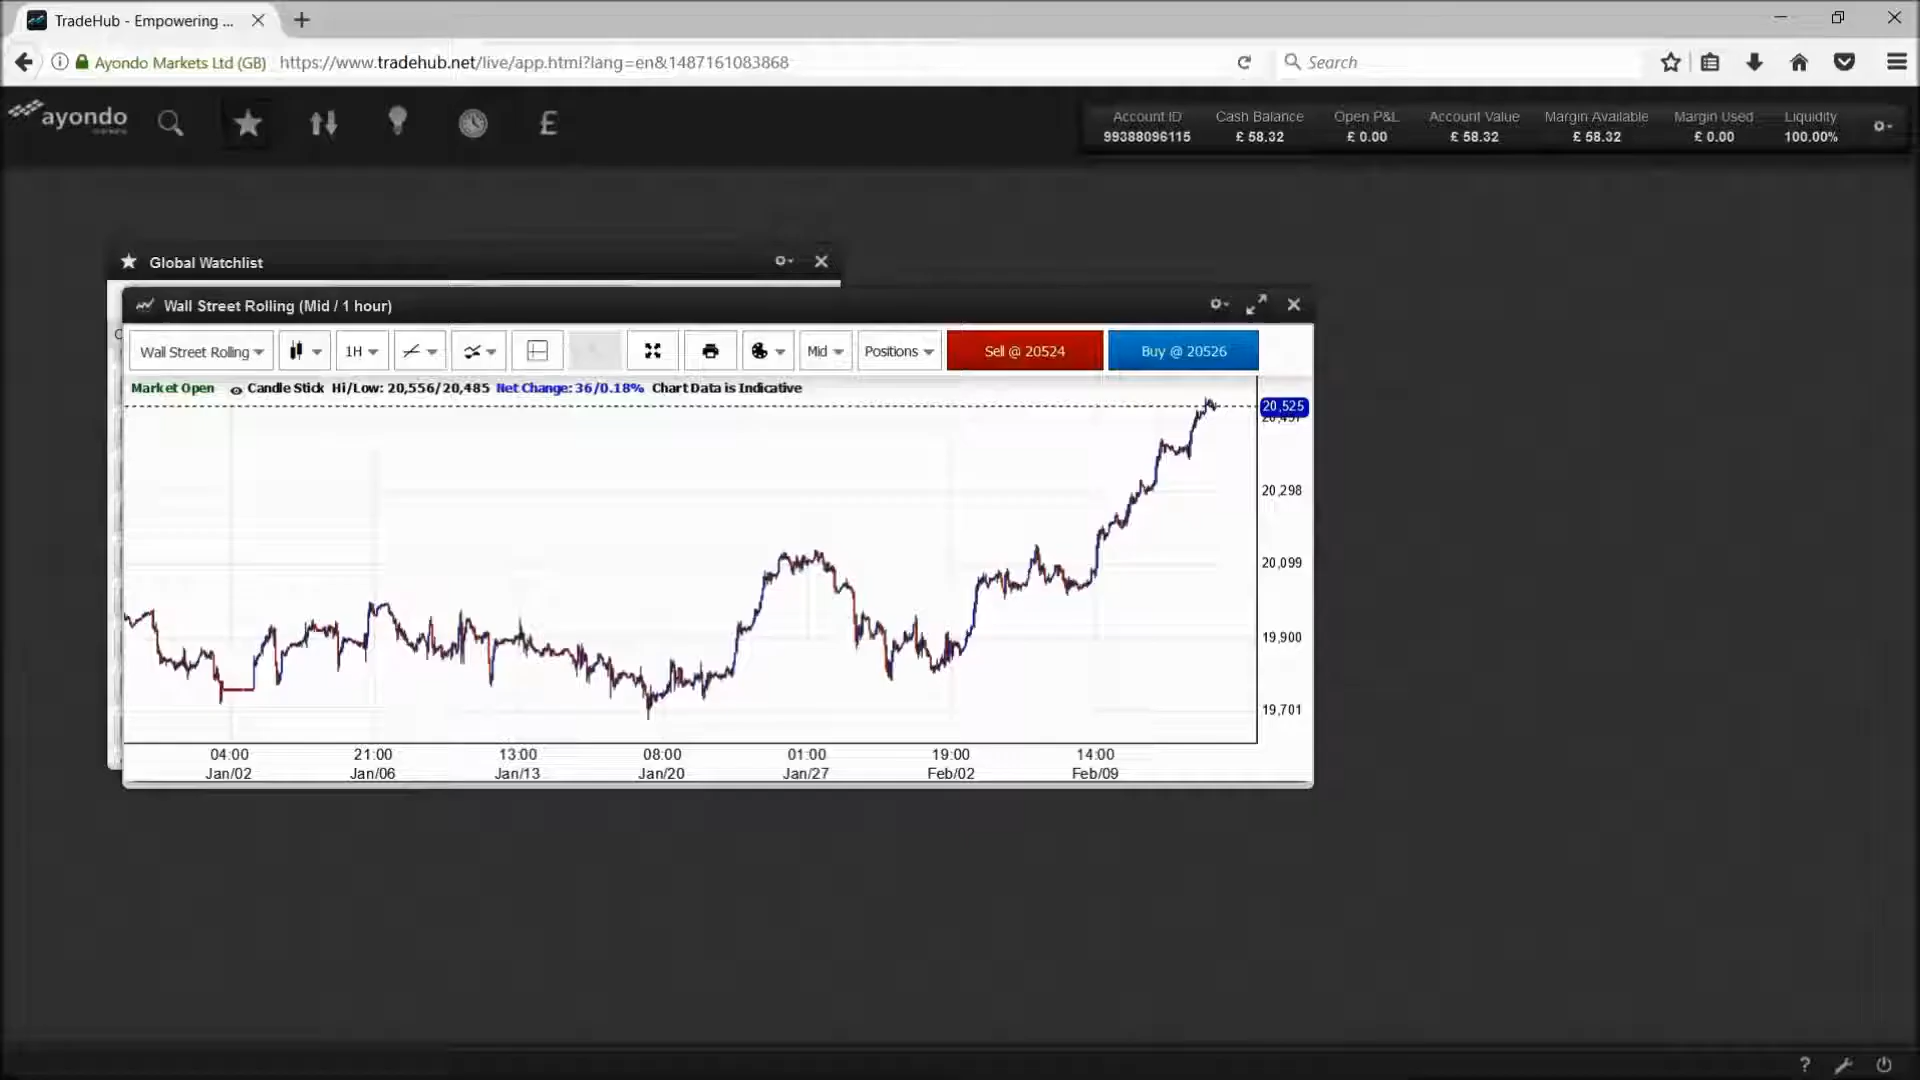 TradeHub - Empowering ...
Ayondo Markets Ltd (GB) https://www.tradehub.net/live/app.html?lang=en&1487161083868 Search
ayondo
£
Account ID Cash Balance Open P&L Account Value Margin Available Margin Used Liquidity
99388096115 £ 58.32 £ 0.00 £ 58.32 £ 58.32 £ 0.00 100.00%
Global Watchlist
Wall Street Rolling (Mid / 1 hour)
Wall Street Rolling 1H Mid Positions Sell @ 20524 Buy @ 20526
Market Open Candle Stick Hi/Low: 20,556/20,485 Net Change: 36/0.18% Chart Data is Indicative
20,525
20,298
20,099
19,900
19,701
04:00 21:00 13:00 08:00 01:00 19:00 14:00
Jan/02 Jan/06 Jan/13 Jan/20 Jan/27 Feb/02 Feb/09
?